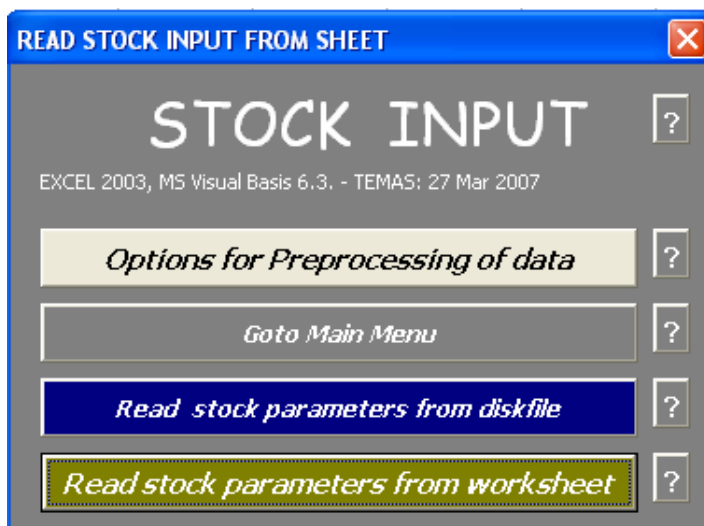 READ STOCK INPUT FROM SHEET
STOCK INPUT ?
EXCEL 2003, MS Visual Basis 6.3. - TEMAS: 27 Mar 2007
Options for Preprocessing of data ?
Goto Main Menu ?
Read stock parameters from diskfile ?
Read stock parameters from worksheet ?